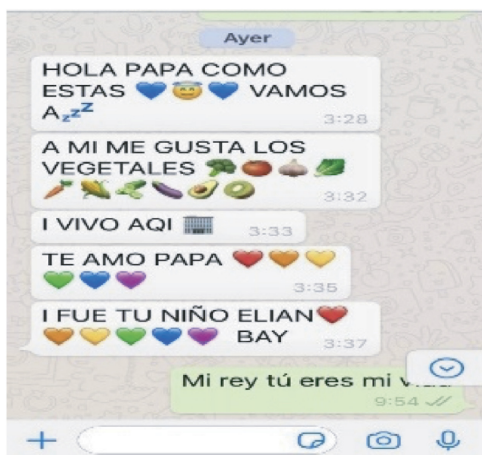 Ayer
HOLA PAPA COMO
ESTAS 💙😇💙 VAMOS
A💤
3:28
A MI ME GUSTA LOS
VEGETALES 🥦🍅🧄🥬
🥕🌽🥒🍆🥑🥝
3:32
I VIVO AQI 🏢
3:33
TE AMO PAPA ❤️🧡💛
💚💙💜
3:35
I FUE TU NIÑO ELIAN❤️
🧡💛💚💙💜 BAY
3:37
Mi rey tú eres mi
9:54